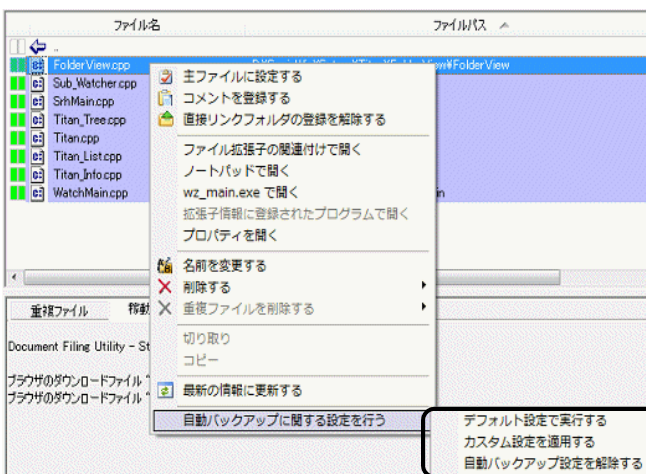 ファイル名 ファイルパス
..
FolderView.cpp ¥FolderView
Sub_Watcher.cpp
SrhMain.cpp
Titan_Tree.cpp
Titan.cpp
Titan_List.cpp
Titan_Info.cpp
WatchMain.cpp in
主ファイルに設定する
コメントを登録する
直接リンクフォルダの登録を解除する
ファイル拡張子の関連付けで開く
ノートパッドで開く
wz_main.exe で開く
拡張子情報に登録されたプログラムで開く
プロパティを開く
名前を変更する
削除する
重複ファイルを削除する
切り取り
コピー
最新の情報に更新する
自動バックアップに関する設定を行う
デフォルト設定で実行する
カスタム設定を適用する
自動バックアップ設定を解除する
重複ファイル 稼動
Document Filing Utility - St
ブラウザのダウンロードファイル "
ブラウザのダウンロードファイル "